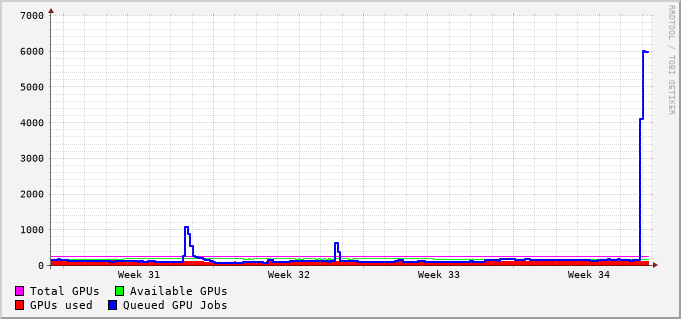 7000
6000
5000
4000
3000
2000
1000
0
Week 31 Week 32 Week 33 Week 34
Total GPUs Available GPUs
GPUs used Queued GPU Jobs
RRDTOOL / TOBI OETIKER